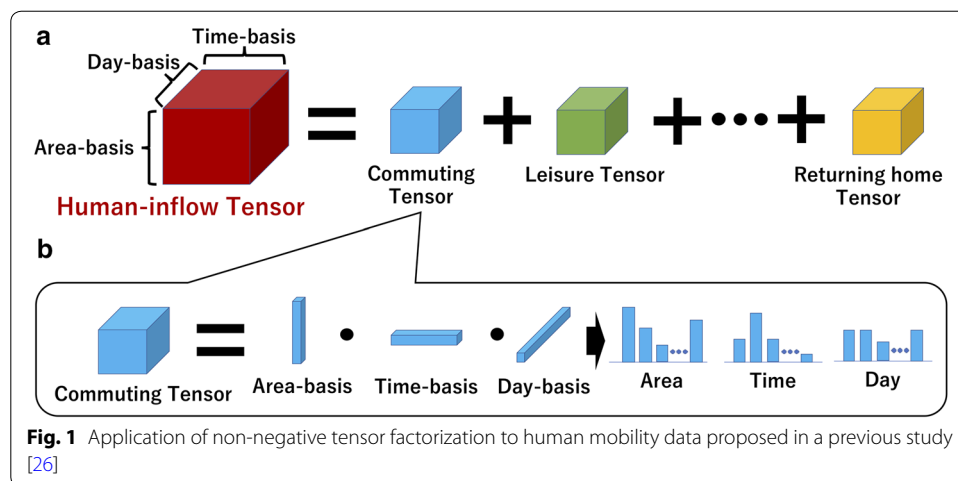 a
Time-basis
Day-basis
Area-basis
Human-inflow Tensor
Commuting
Tensor
Leisure Tensor
Returning home
Tensor
b
Commuting Tensor
Area-basis
Time-basis
Day-basis
Area
Time
Day
Fig. 1 Application of non-negative tensor factorization to human mobility data proposed in a previous study
[26]